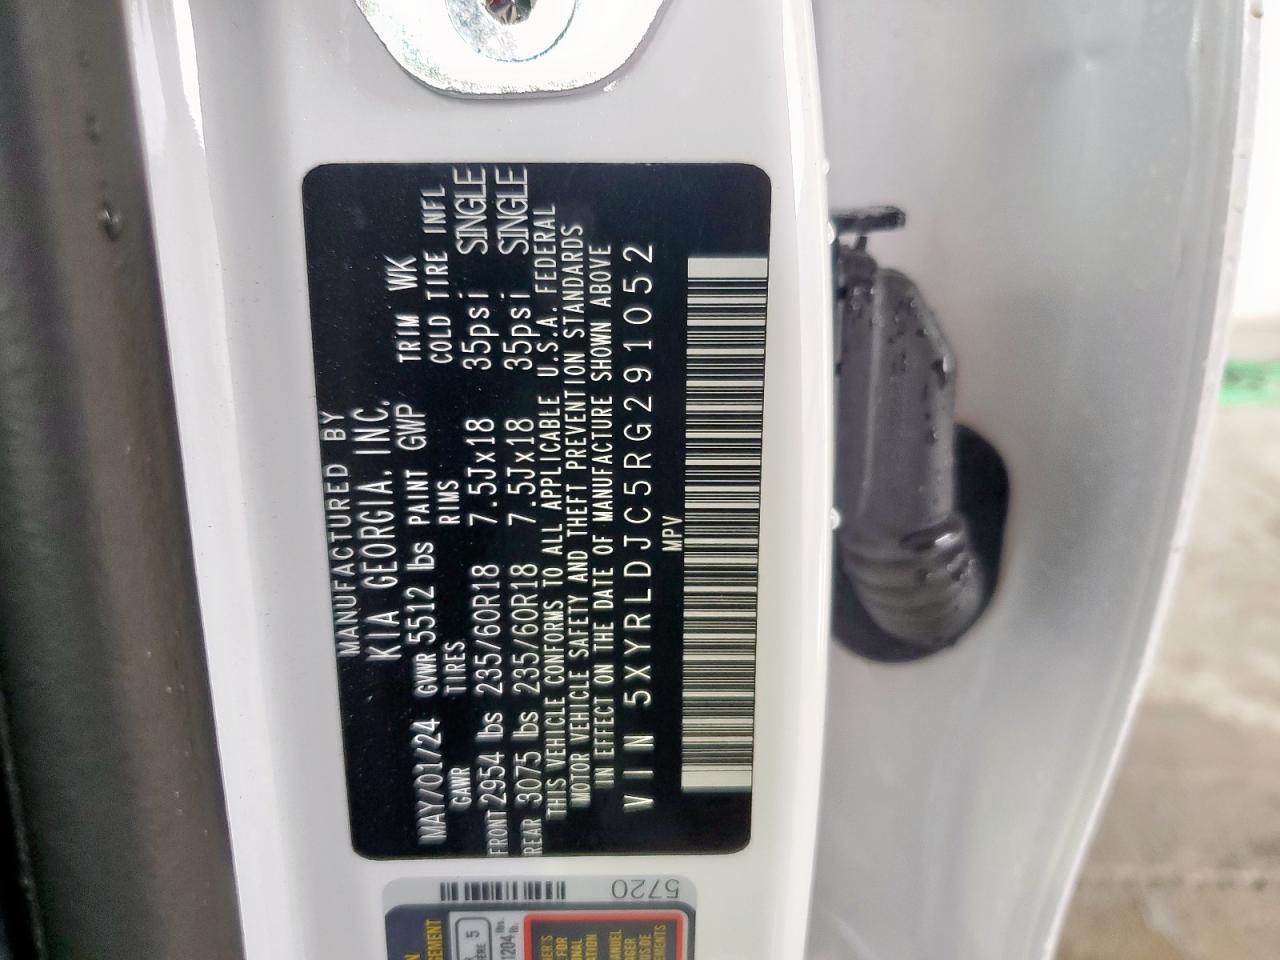 MANUFACTURED BY
KIA GEORGIA, INC.
MAY/01/24 GVWR 5512 lbs PAINT GWP TRIM WK
GAWR TIRES RIMS COLD TIRE INFL
FRONT 2954 lbs 235/60R18 7.5Jx18 35psi SINGLE
REAR 3075 lbs 235/60R18 7.5Jx18 35psi SINGLE
THIS VEHICLE CONFORMS TO ALL APPLICABLE U.S.A. FEDERAL
MOTOR VEHICLE SAFETY AND THEFT PREVENTION STANDARDS
IN EFFECT ON THE DATE OF MANUFACTURE SHOWN ABOVE
VIN 5XYRLDJC5RG291052
MPV
5720
5
1204
lbs.